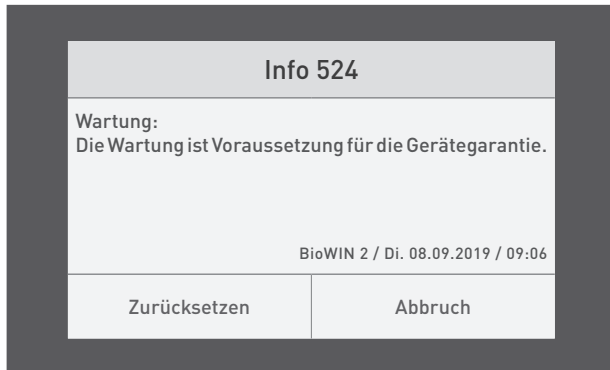 Info 524
Wartung:
Die Wartung ist Voraussetzung für die Gerätegarantie.
BioWIN 2 / Di. 08.09.2019 / 09:06
Zurücksetzen
Abbruch